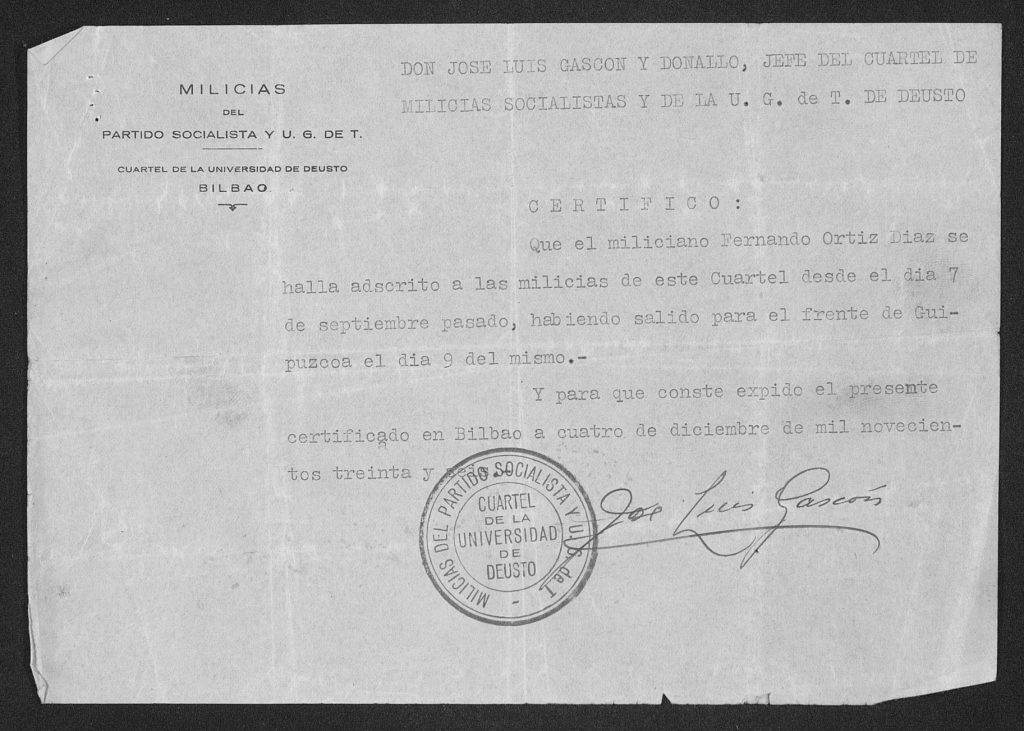 MILICIAS
DEL
PARTIDO SOCIALISTA Y U. G. DE T.
CUARTEL DE LA UNIVERSIDAD DE DEUSTO
BILBAO
DON JOSE LUIS GASCON Y DONALLO, JEFE DEL CUARTEL DE
MILICIAS SOCIALISTAS Y DE LA U. G. de T. DE DEUSTO
C E R T I F I C O :
Que el miliciano Fernando Ortiz Diaz se
halla adscrito a las milicias de este Cuartel desde el dia 7
de septiembre pasado, habiendo salido para el frente de Gui-
puzcoa el dia 9 del mismo.-
Y para que conste expido el presente
certificado en Bilbao a cuatro de diciembre de mil novecien-
tos treinta y seis.-
MILICIAS DEL PARTIDO SOCIALISTA Y U.G. de T.
CUARTEL
DE LA
UNIVERSIDAD
DE
DEUSTO
Jose Luis Gascón